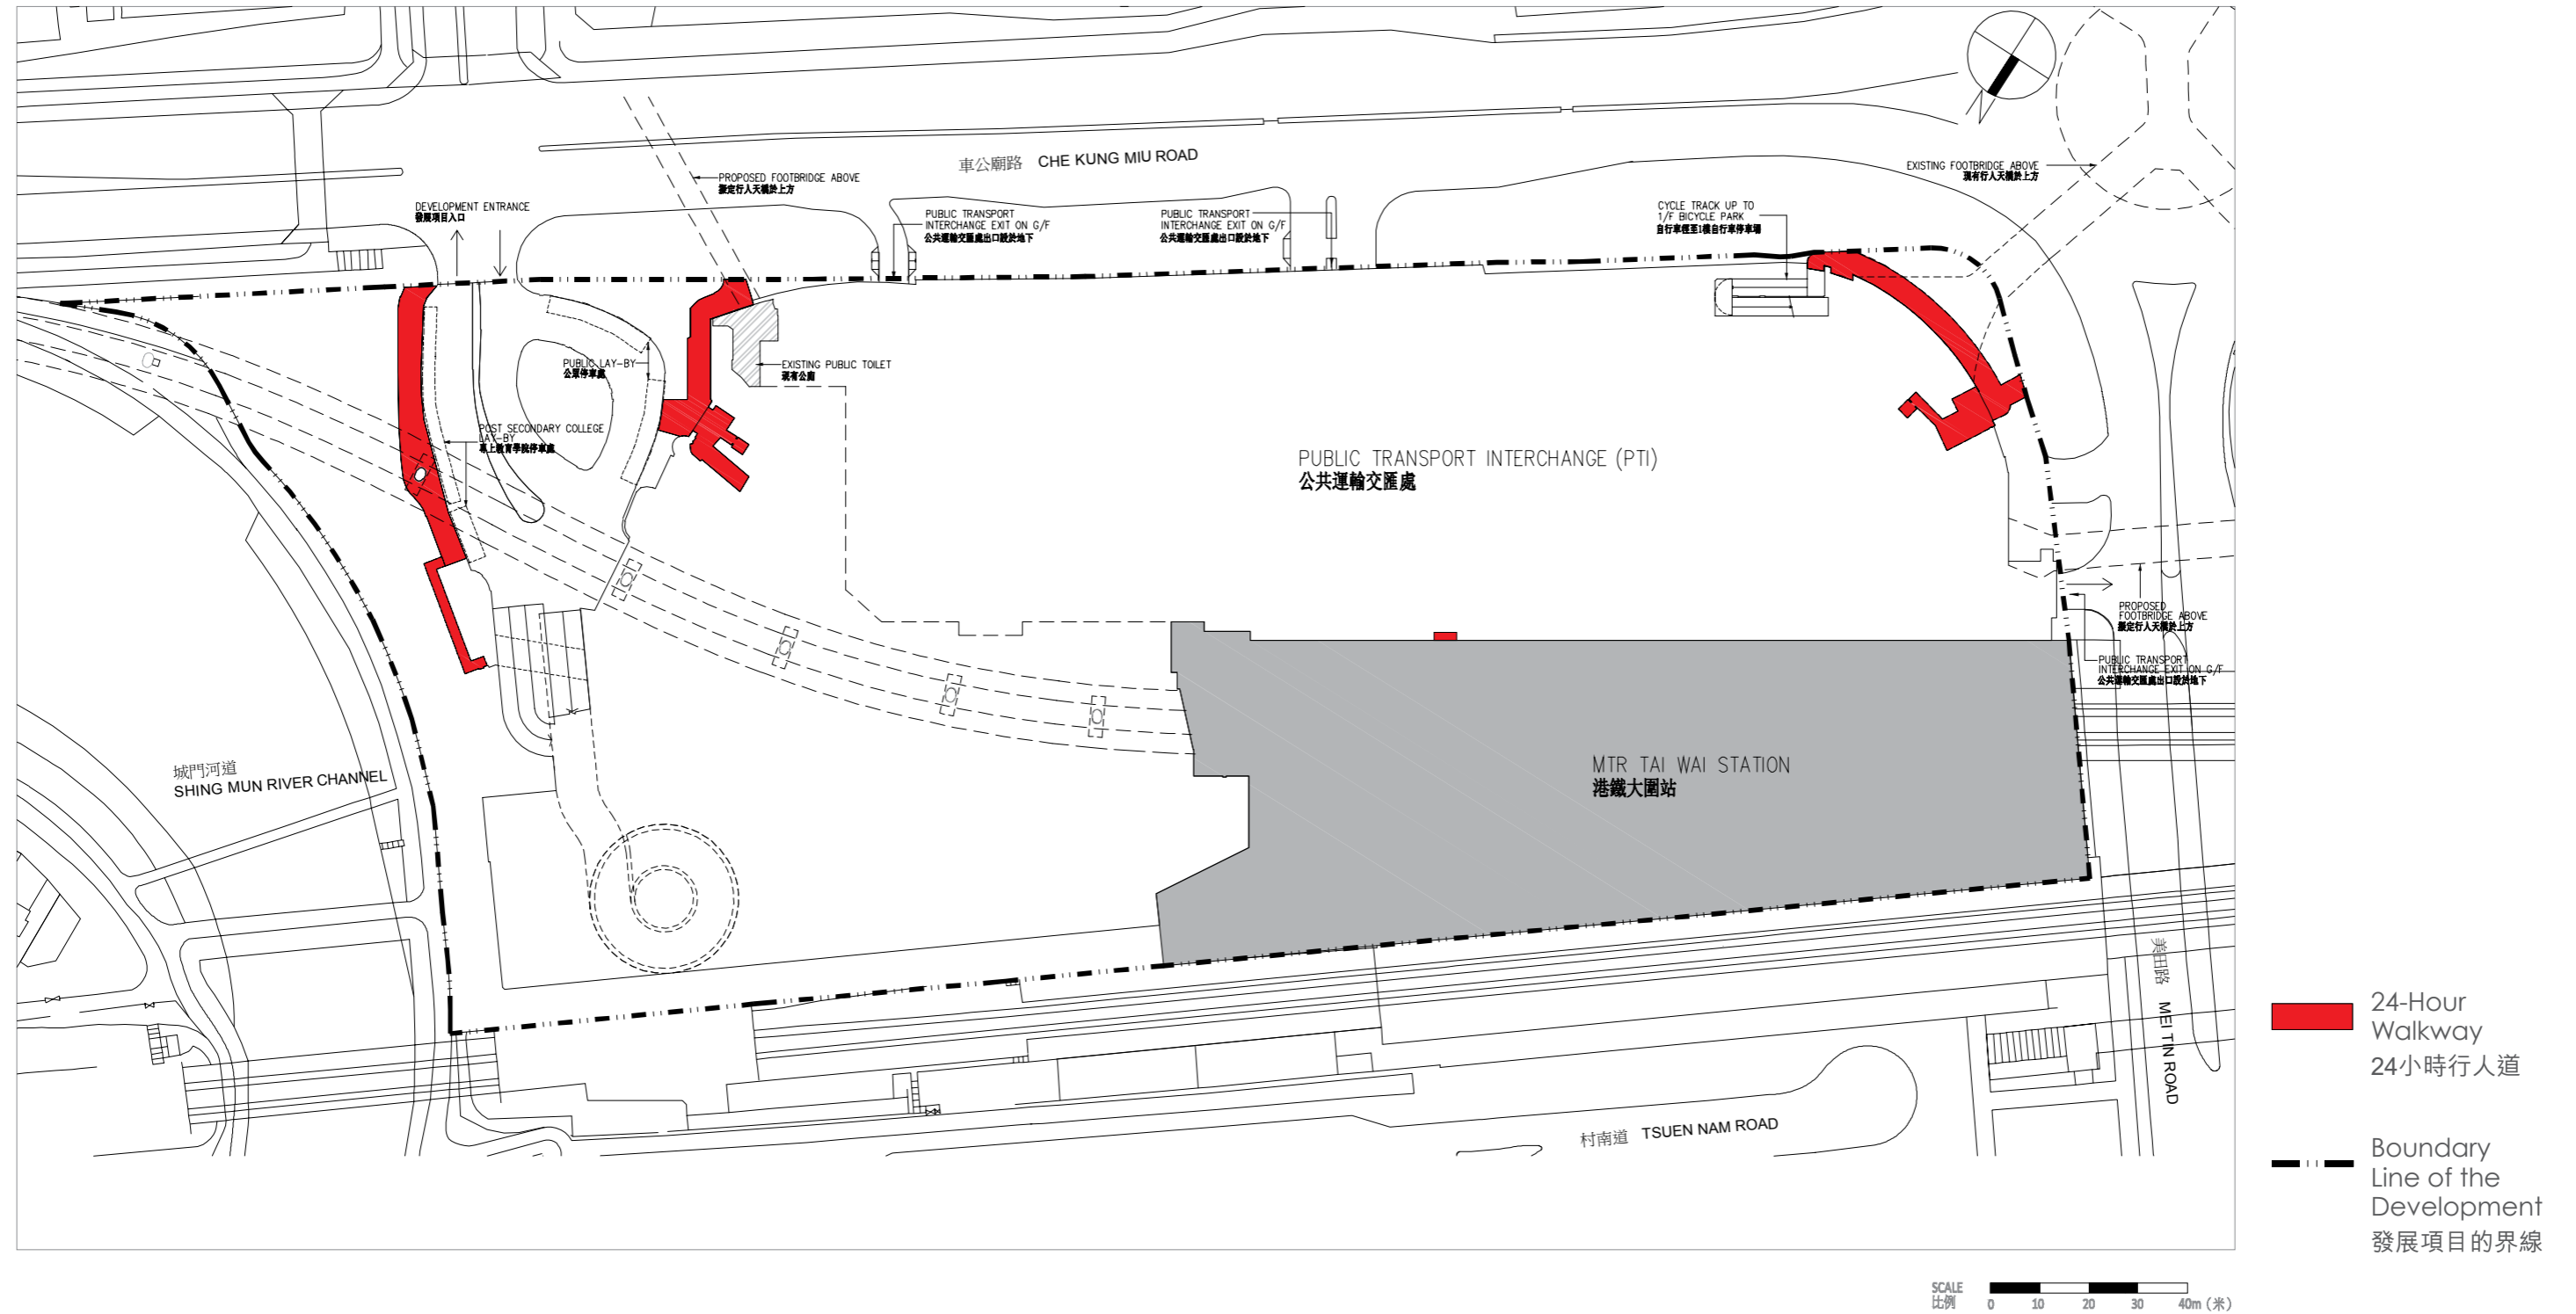 車公廟路 CHE KUNG MIU ROAD
EXISTING FOOTBRIDGE ABOVE
現有行人天橋於上方
PROPOSED FOOTBRIDGE ABOVE
擬定行人天橋於上方
DEVELOPMENT ENTRANCE
發展項目入口
PUBLIC TRANSPORT
INTERCHANGE EXIT ON G/F
公共運輸交匯處出口設於地下
PUBLIC TRANSPORT
INTERCHANGE EXIT ON G/F
公共運輸交匯處出口設於地下
CYCLE TRACK UP TO
1/F BICYCLE PARK
自行車徑至1樓自行車停車場
PUBLIC LAY-BY
公眾停車處
EXISTING PUBLIC TOILET
現有公廁
POST SECONDARY COLLEGE
LAY-BY
專上教育學院停車處
PUBLIC TRANSPORT INTERCHANGE (PTI)
公共運輸交匯處
PROPOSED
FOOTBRIDGE ABOVE
擬定行人天橋於上方
PUBLIC TRANSPORT
INTERCHANGE EXIT ON G/F
公共運輸交匯處出口設於地下
MTR TAI WAI STATION
港鐵大圍站
城門河道
SHING MUN RIVER CHANNEL
美田路 MEI TIN ROAD
村南道 TSUEN NAM ROAD
24-Hour
Walkway
24小時行人道
Boundary
Line of the
Development
發展項目的界線
SCALE
比例
0 10 20 30 40m (米)